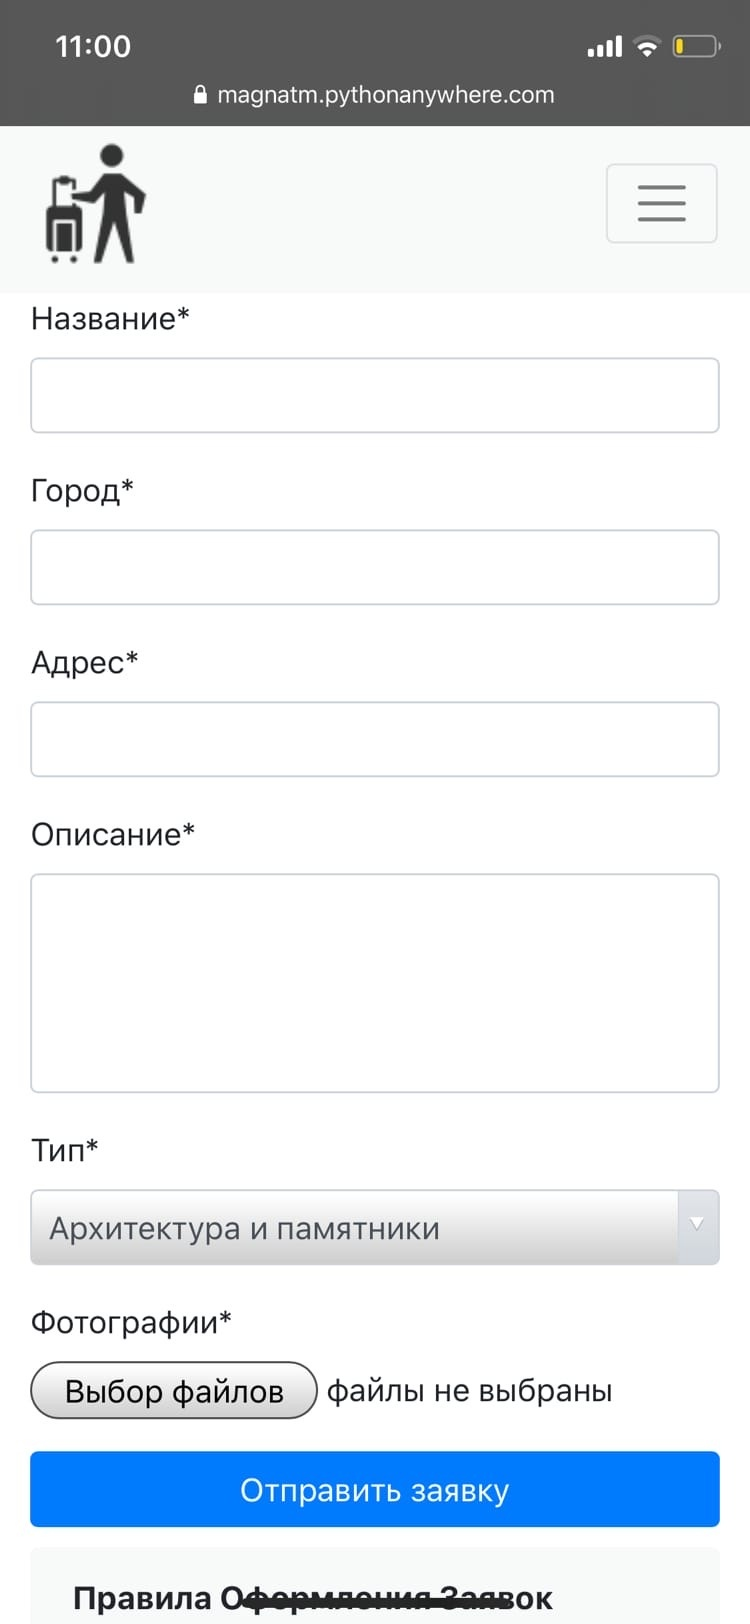 11:00
magnatm.pythonanywhere.com
Название*
Город*
Адрес*
Описание*
Тип*
Архитектура и памятники
Фотографии*
Выбор файлов файлы не выбраны
Отправить заявку
Правила Оформления Заявок